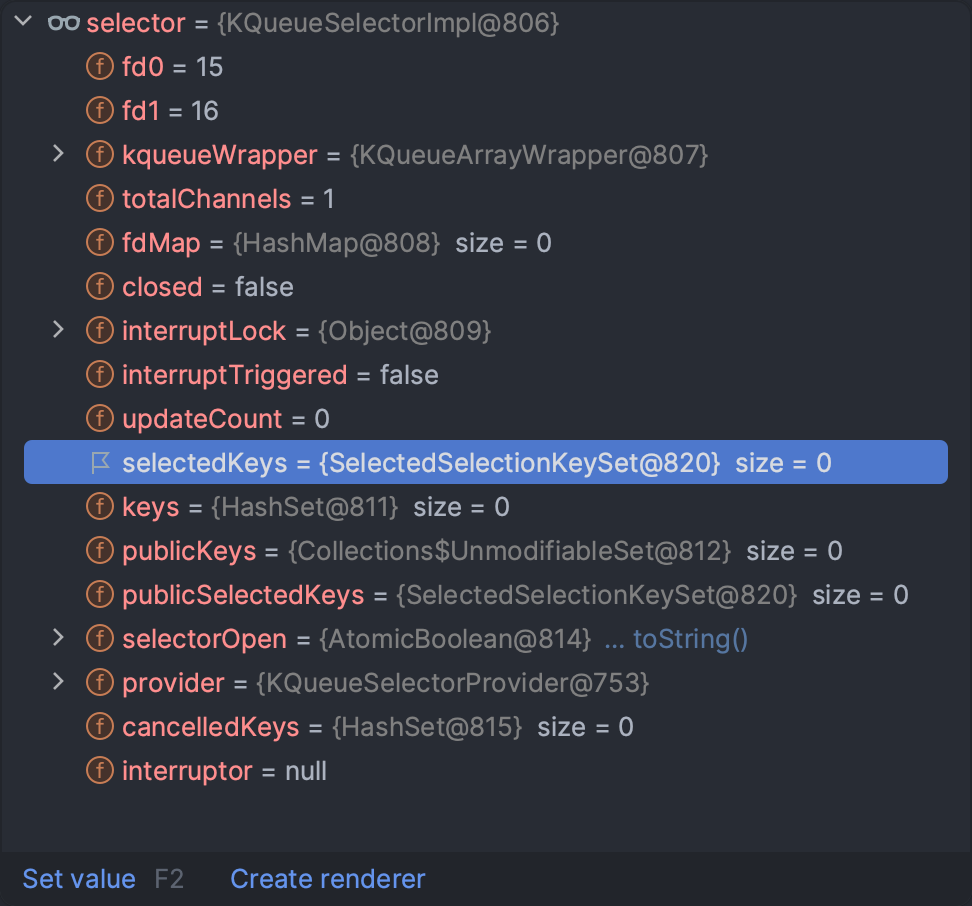 selector = {KQueueSelectorImpl@806}
f fd0 = 15
f fd1 = 16
f kqueueWrapper = {KQueueArrayWrapper@807}
f totalChannels = 1
f fdMap = {HashMap@808} size = 0
f closed = false
f interruptLock = {Object@809}
f interruptTriggered = false
f updateCount = 0
selectedKeys = {SelectedSelectionKeySet@820} size = 0
f keys = {HashSet@811} size = 0
f publicKeys = {Collections$UnmodifiableSet@812} size = 0
f publicSelectedKeys = {SelectedSelectionKeySet@820} size = 0
f selectorOpen = {AtomicBoolean@814} ... toString()
f provider = {KQueueSelectorProvider@753}
f cancelledKeys = {HashSet@815} size = 0
f interruptor = null
Set value F2 Create renderer